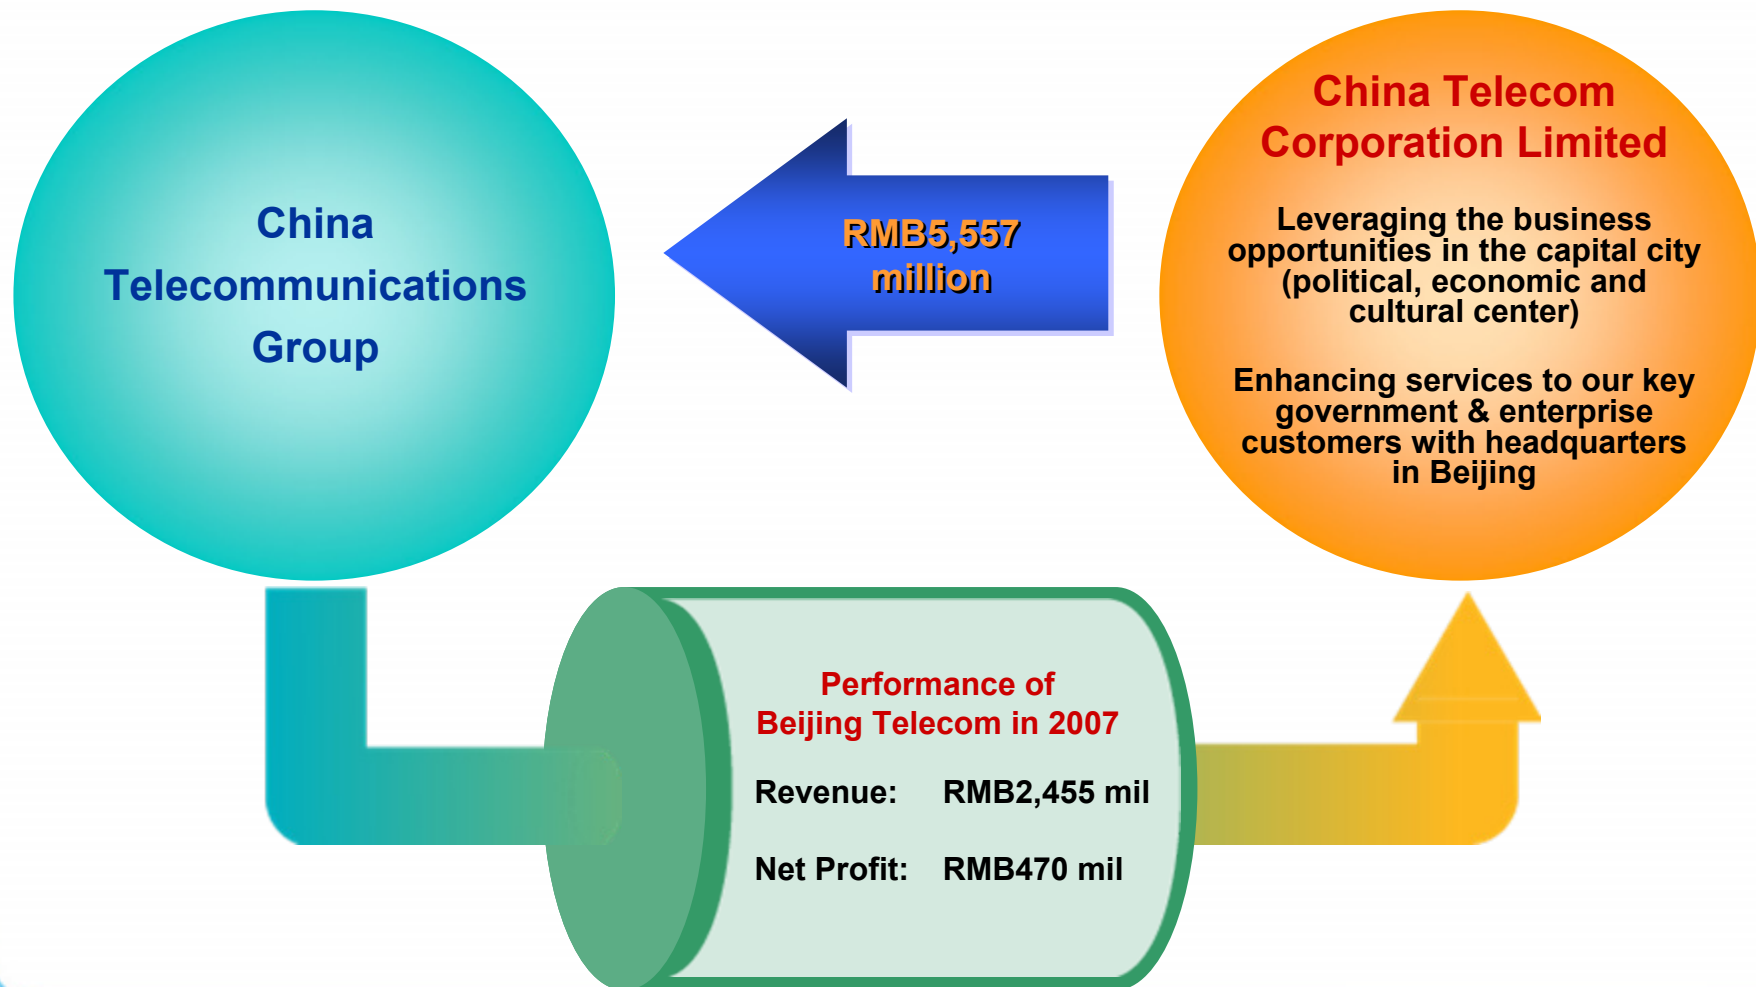 China
Telecommunications
Group
RMB5,557
million
China Telecom
Corporation Limited
Leveraging the business
opportunities in the capital city
(political, economic and
cultural center)
Enhancing services to our key
government & enterprise
customers with headquarters
in Beijing
Performance of
Beijing Telecom in 2007
Revenue: RMB2,455 mil
Net Profit: RMB470 mil